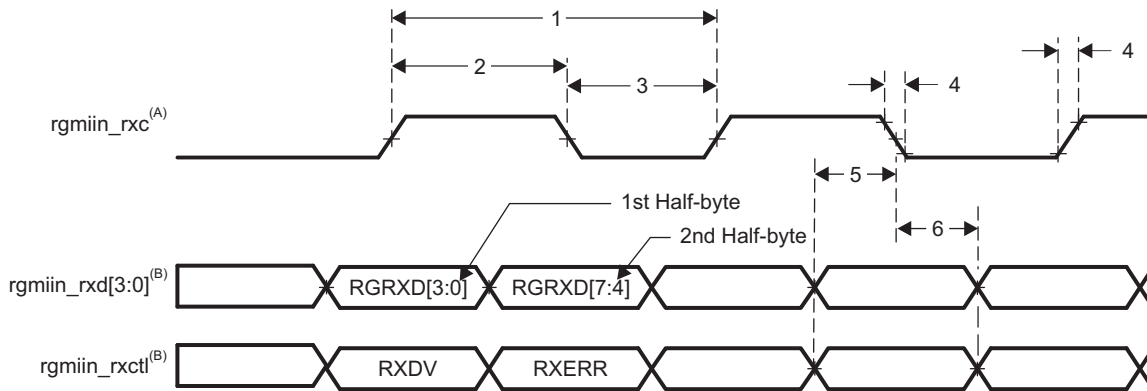 1
2
3
4
4
rgmiin_rxc(A)
5
1st Half-byte
6
2nd Half-byte
rgmiin_rxd[3:0](B)
RGRXD[3:0]
RGRXD[7:4]
rgmiin_rxctl(B)
RXDV
RXERR